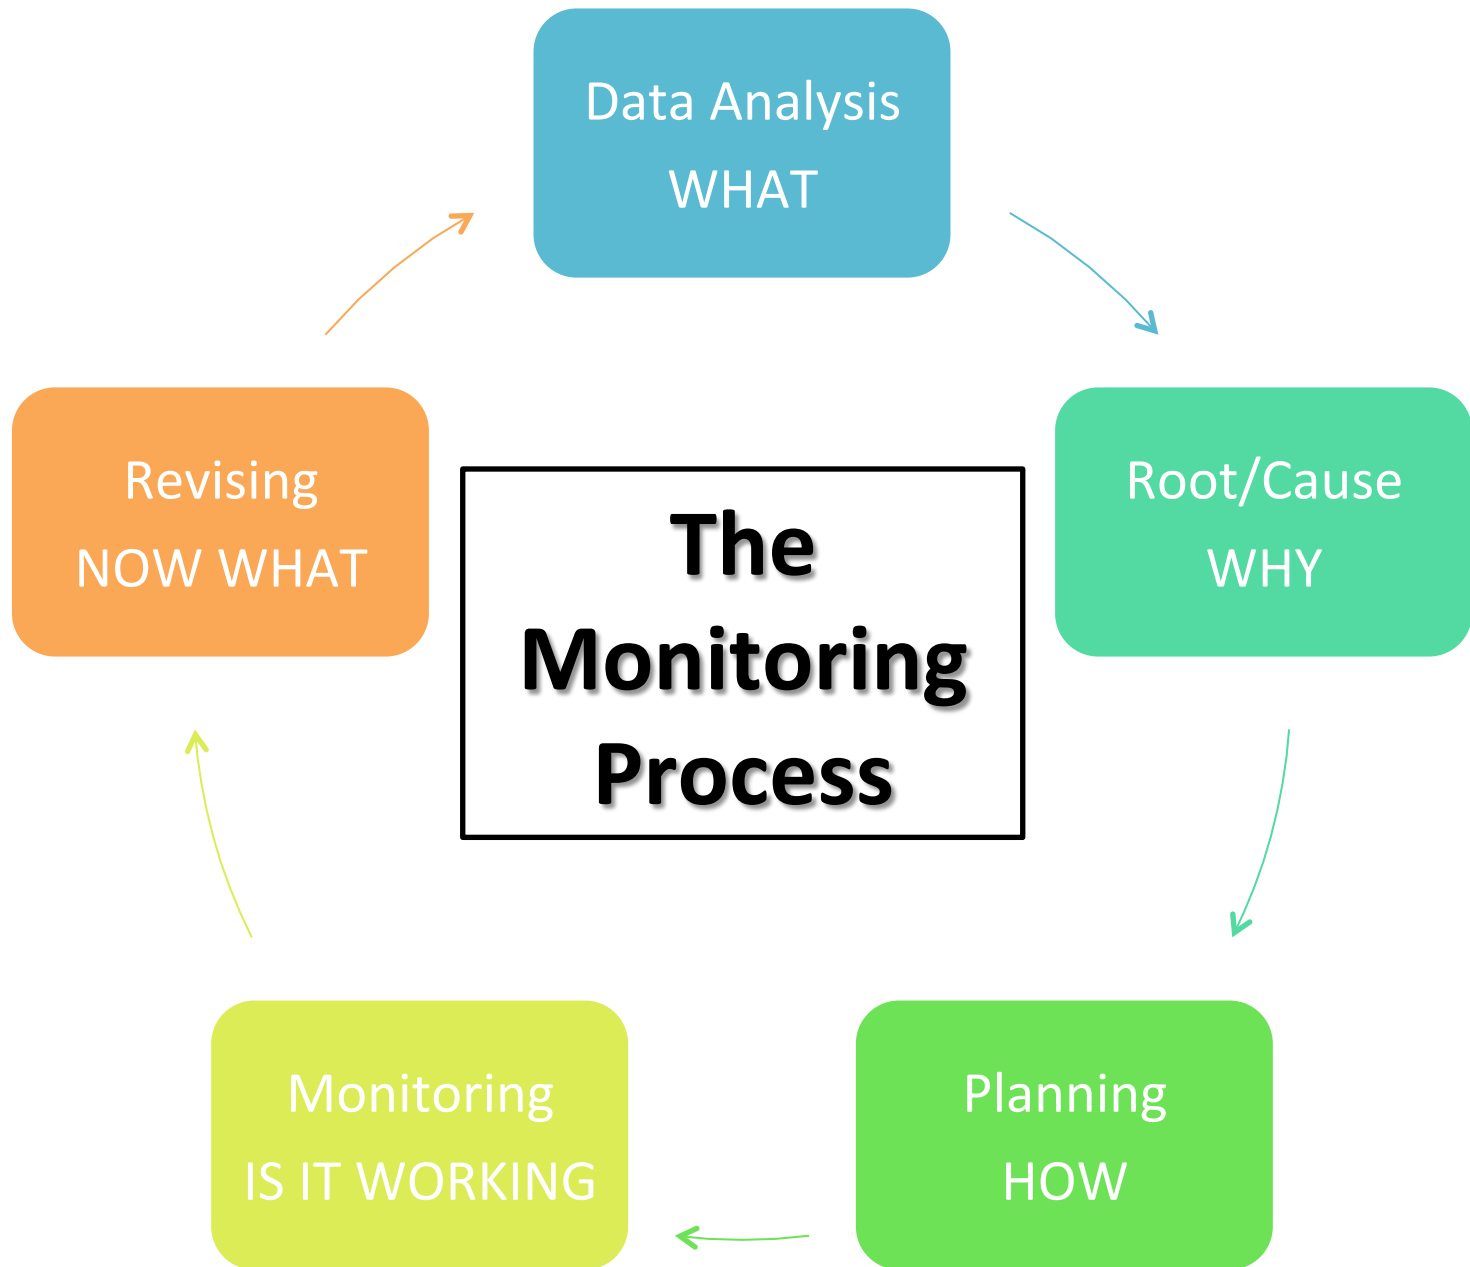 Data Analysis
WHAT
Root/Cause
WHY
Planning
HOW
Monitoring
IS IT WORKING
Revising
NOW WHAT
The
Monitoring
Process